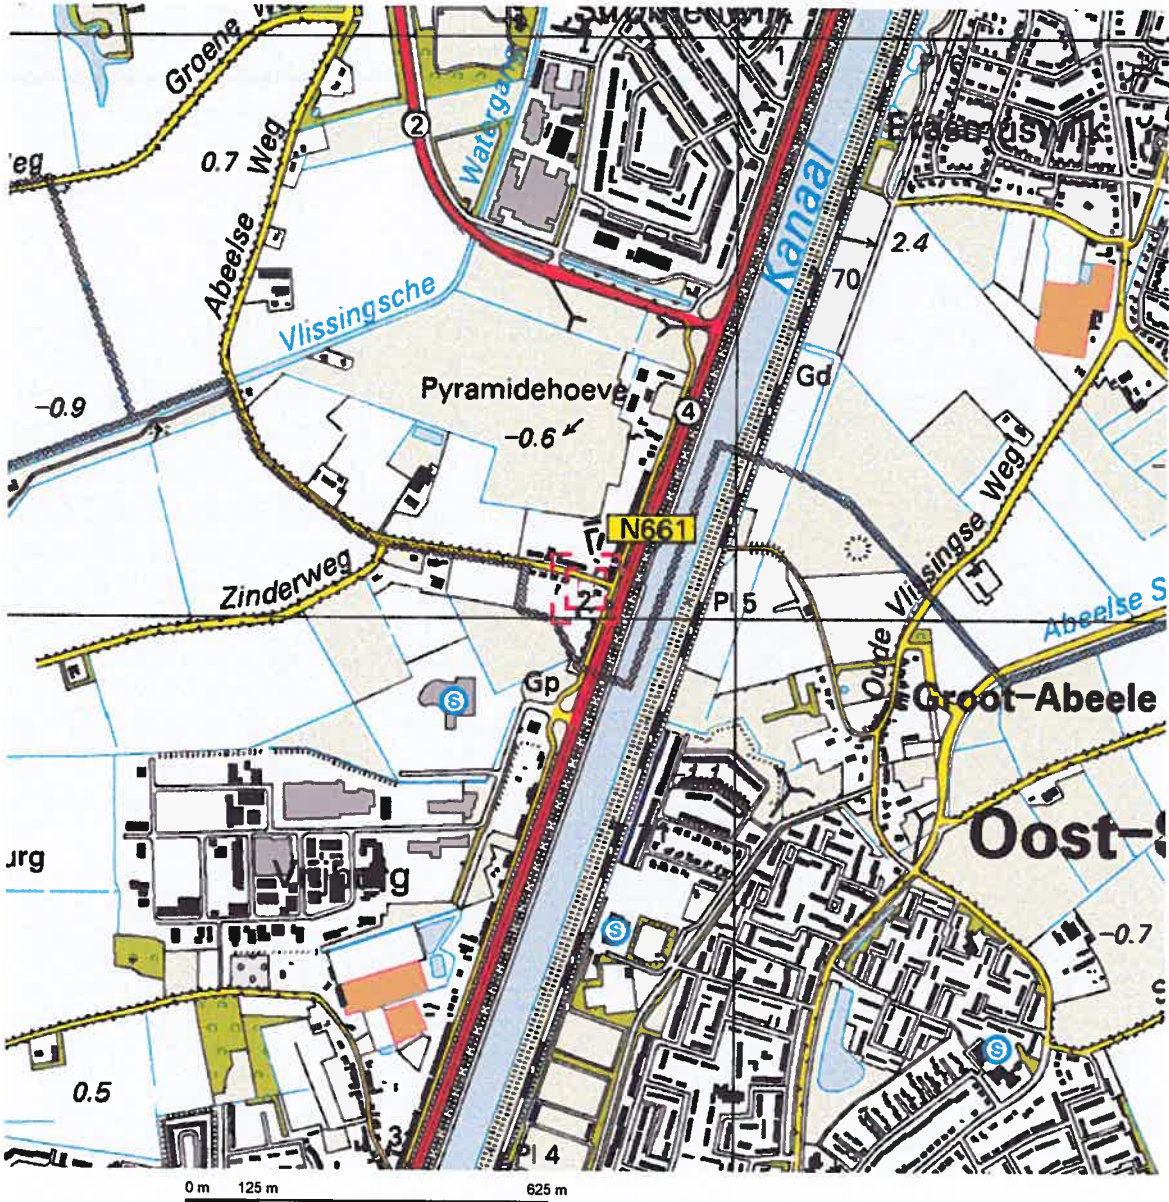 Groene
Watergang
1
2
Erasmuswijk
eg
0.7
Abeelse Weg
Kanaal
2.4
70
Vlissingsche
Gd
Pyramidehoeve
-0.9
4
-0.6
N661
Oude Vlissingse Weg
Zinderweg
2
Pl 5
Abeelse S
Gp
S
Groot-Abeele
Oost-S
urg
S
-0.7
S
0.5
3
Pl 4
0 m 125 m 625 m